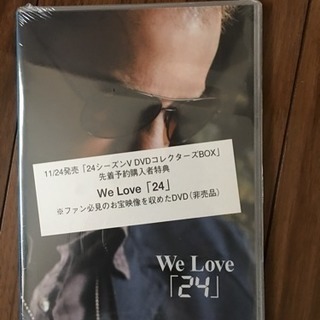 11/24発売「24シーズンV DVDコレクターズBOX」
先着予約購入者特典
We Love「24」
※ファン必見のお宝映像を収めたDVD(非売品)
We Love
「24」